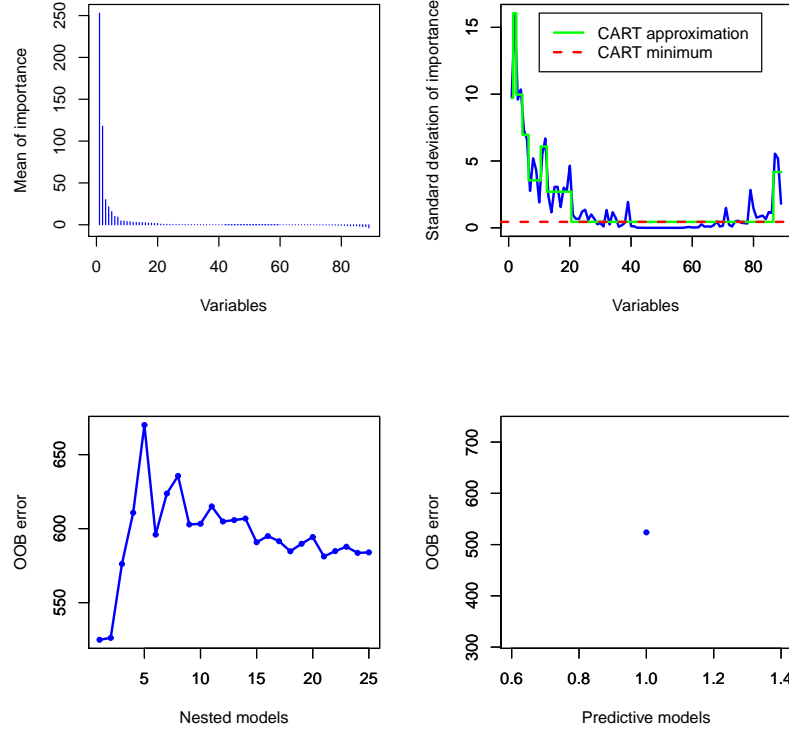 Mean of importance
0
50
100
150
200
250
0 20 40 60 80
Variables
Standard deviation of importance
0
5
10
15
CART approximation
CART minimum
0 20 40 60 80
Variables
OOB error
550
600
650
5 10 15 20 25
Nested models
OOB error
300
400
500
600
700
0.6 0.8 1.0 1.2 1.4
Predictive models